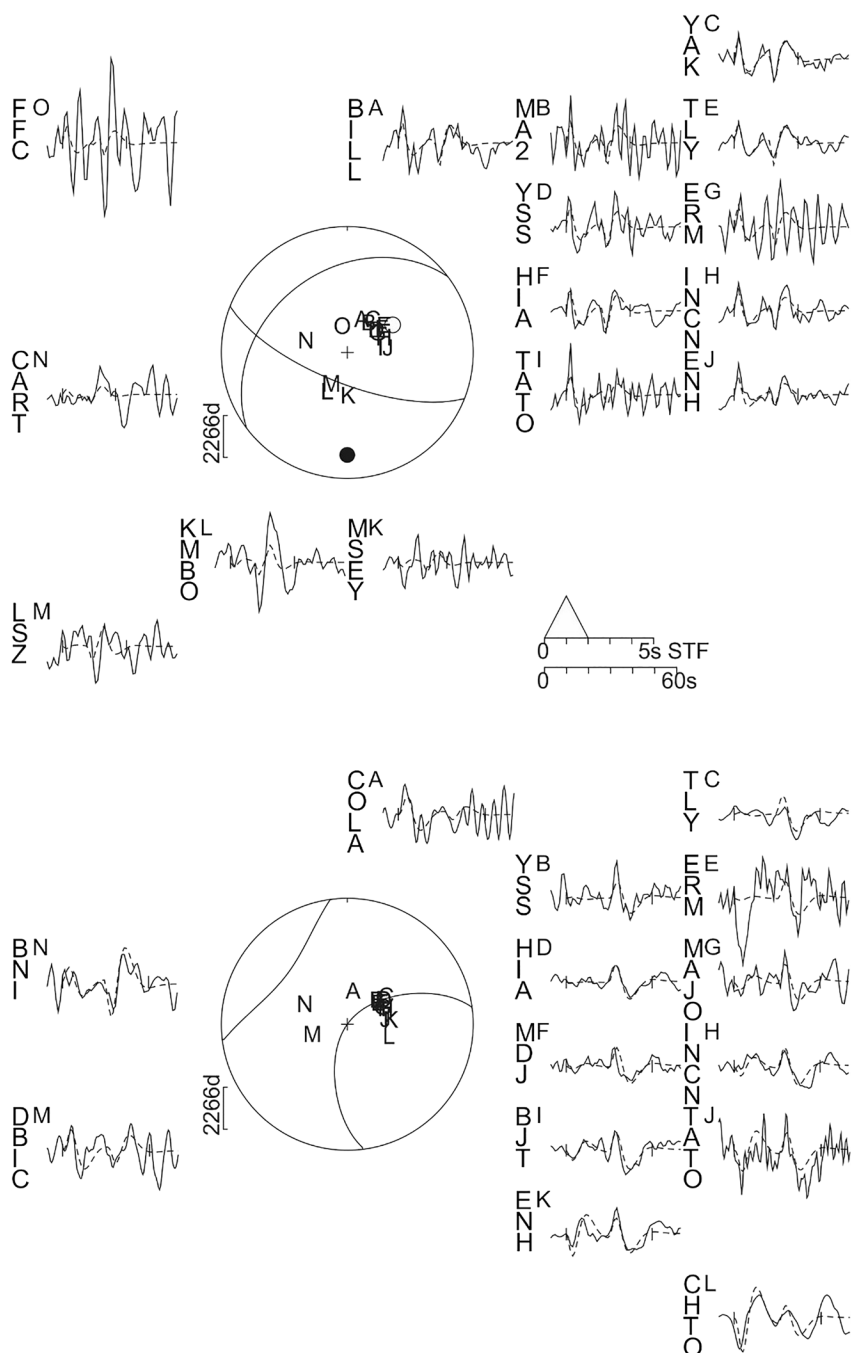 YAK C
FFC O
BILL A
MA2 B
TLY E
YSS D
ERM G
HIA F
INCN H
CART N
TATO I
ENH J
A
C
O
N
J
M
L
K
2266d
KMBO L
MSEY K
LSZ M
0 5s STF
0 60s
COLA A
TLY C
YSS B
ERM E
BNI N
HIA D
MAJO G
MDJ F
INCN H
A
C
N
M
K
L
2266d
DBIC M
BJT I
TATO J
ENH K
CHTO L